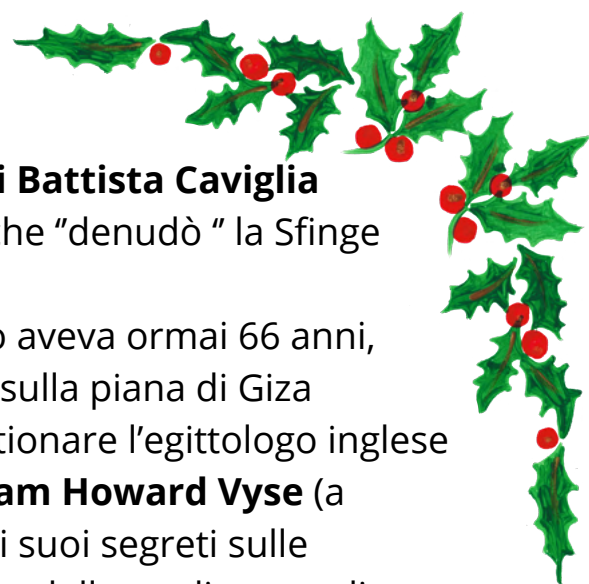 i Battista Caviglia
he "denudò " la Sfinge
o aveva ormai 66 anni,
sulla piana di Giza
tionare l'egittologo inglese
am Howard Vyse (a
i suoi segreti sulle